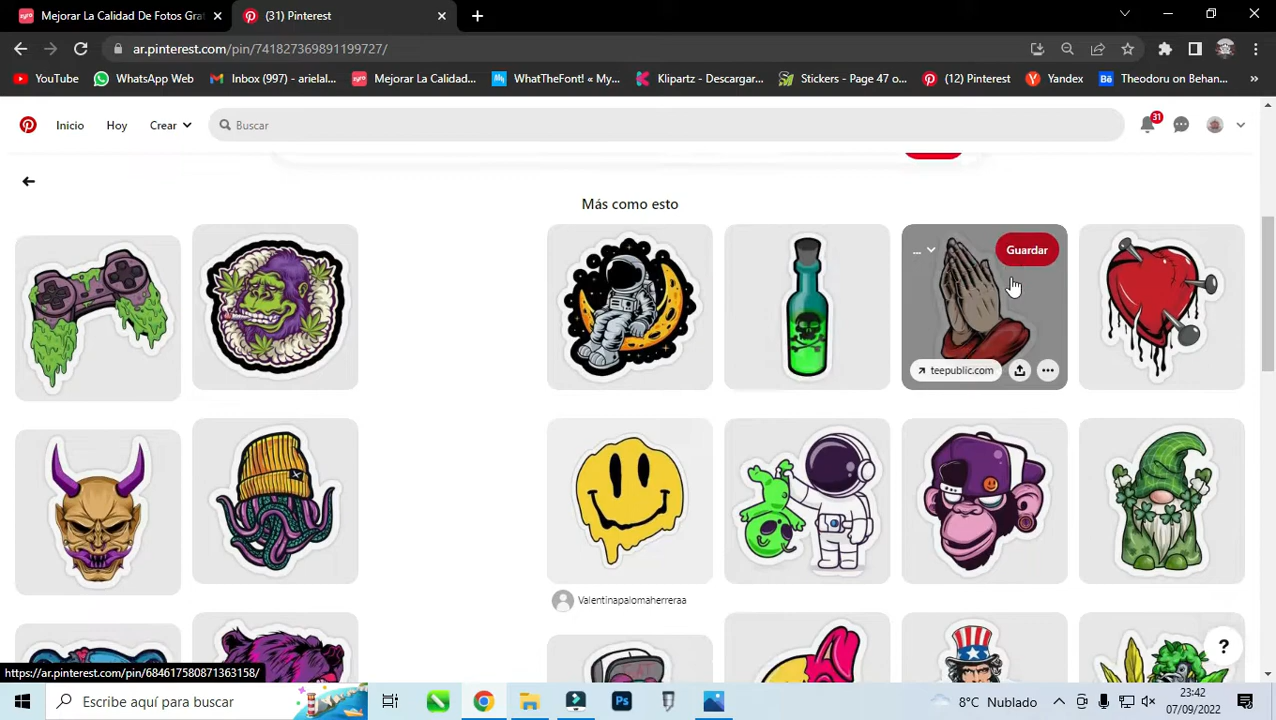 Mejorar La Calidad De Fotos Grat
(31) Pinterest
ar.pinterest.com/pin/741827369891199727/
YouTube
WhatsApp Web
Inbox (997) - arielal...
Mejorar La Calidad...
WhatTheFont! « My...
Klipartz - Descargar...
Stickers - Page 47 o...
(12) Pinterest
Yandex
Theodoru on Behan...
Inicio
Hoy
Crear
Buscar
31
Más como esto
...
Guardar
teepublic.com
Valentinapalomaherreraa
?
https://ar.pinterest.com/pin/684617580871363158/
Escribe aquí para buscar
Ps
8°C Nublado
23:42
07/09/2022